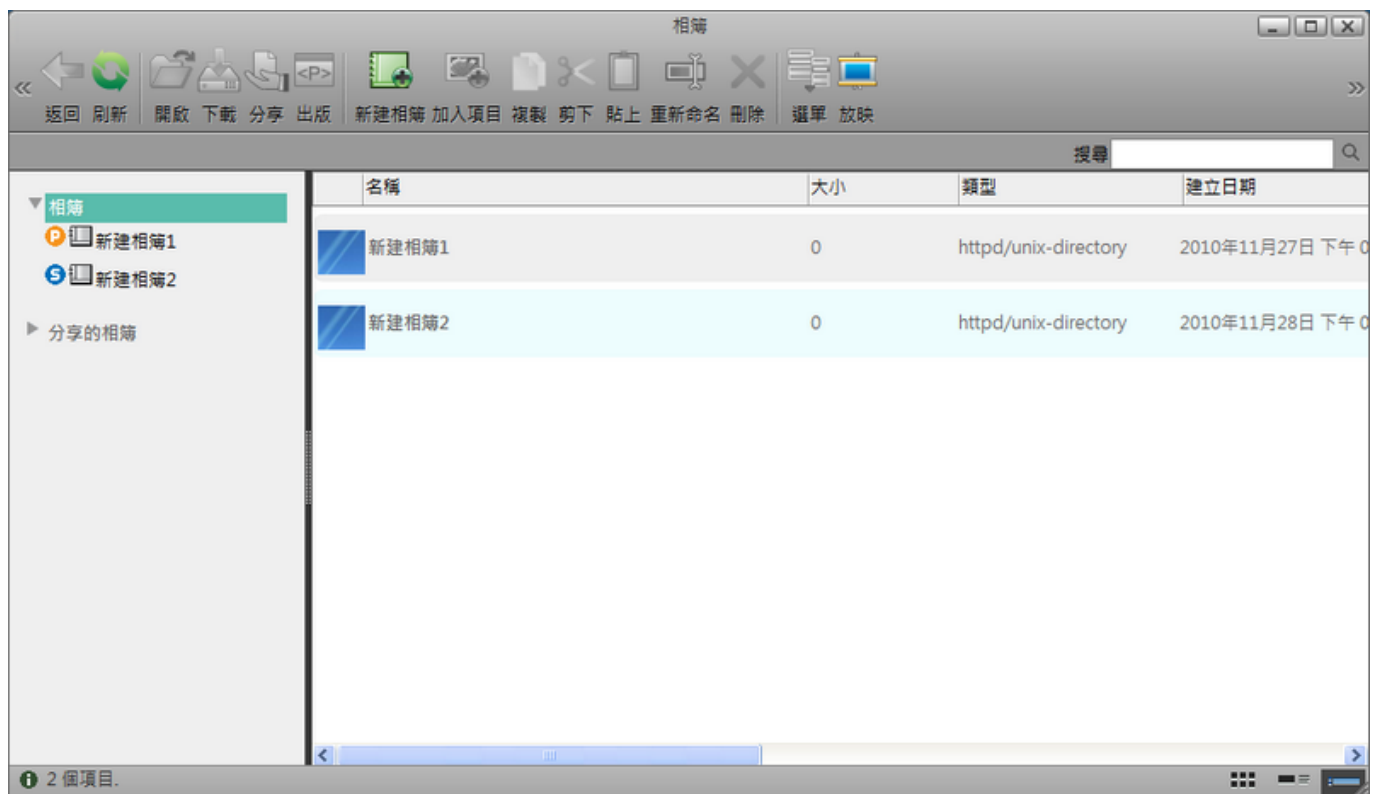 相簿
返回 刷新 開啟 下載 分享 <P> 出版 新建相簿 加入項目 複製 剪下 貼上 重新命名 刪除 選單 放映
搜尋
名稱 大小 類型 建立日期
相簿
P 新建相簿1
S 新建相簿2
分享的相簿
新建相簿1 0 httpd/unix-directory 2010年11月27日 下午 0
新建相簿2 0 httpd/unix-directory 2010年11月28日 下午 0
2 個項目.